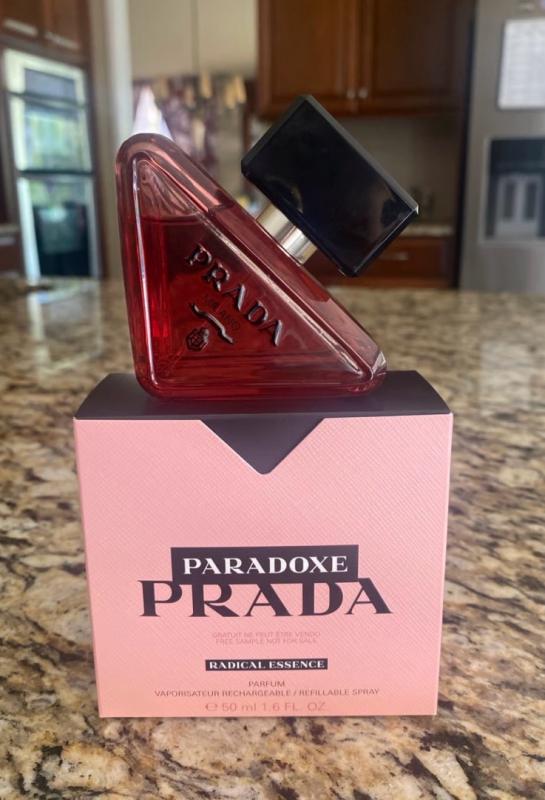 PRADA
MILANO
PARADOXE
PRADA
GRATUIT NE PEUT ÊTRE VENDU
FREE SAMPLE NOT FOR SALE
RADICAL ESSENCE
PARFUM
VAPORISATEUR RECHARGEABLE / REFILLABLE SPRAY
℮ 50 ml 1.6 FL. OZ